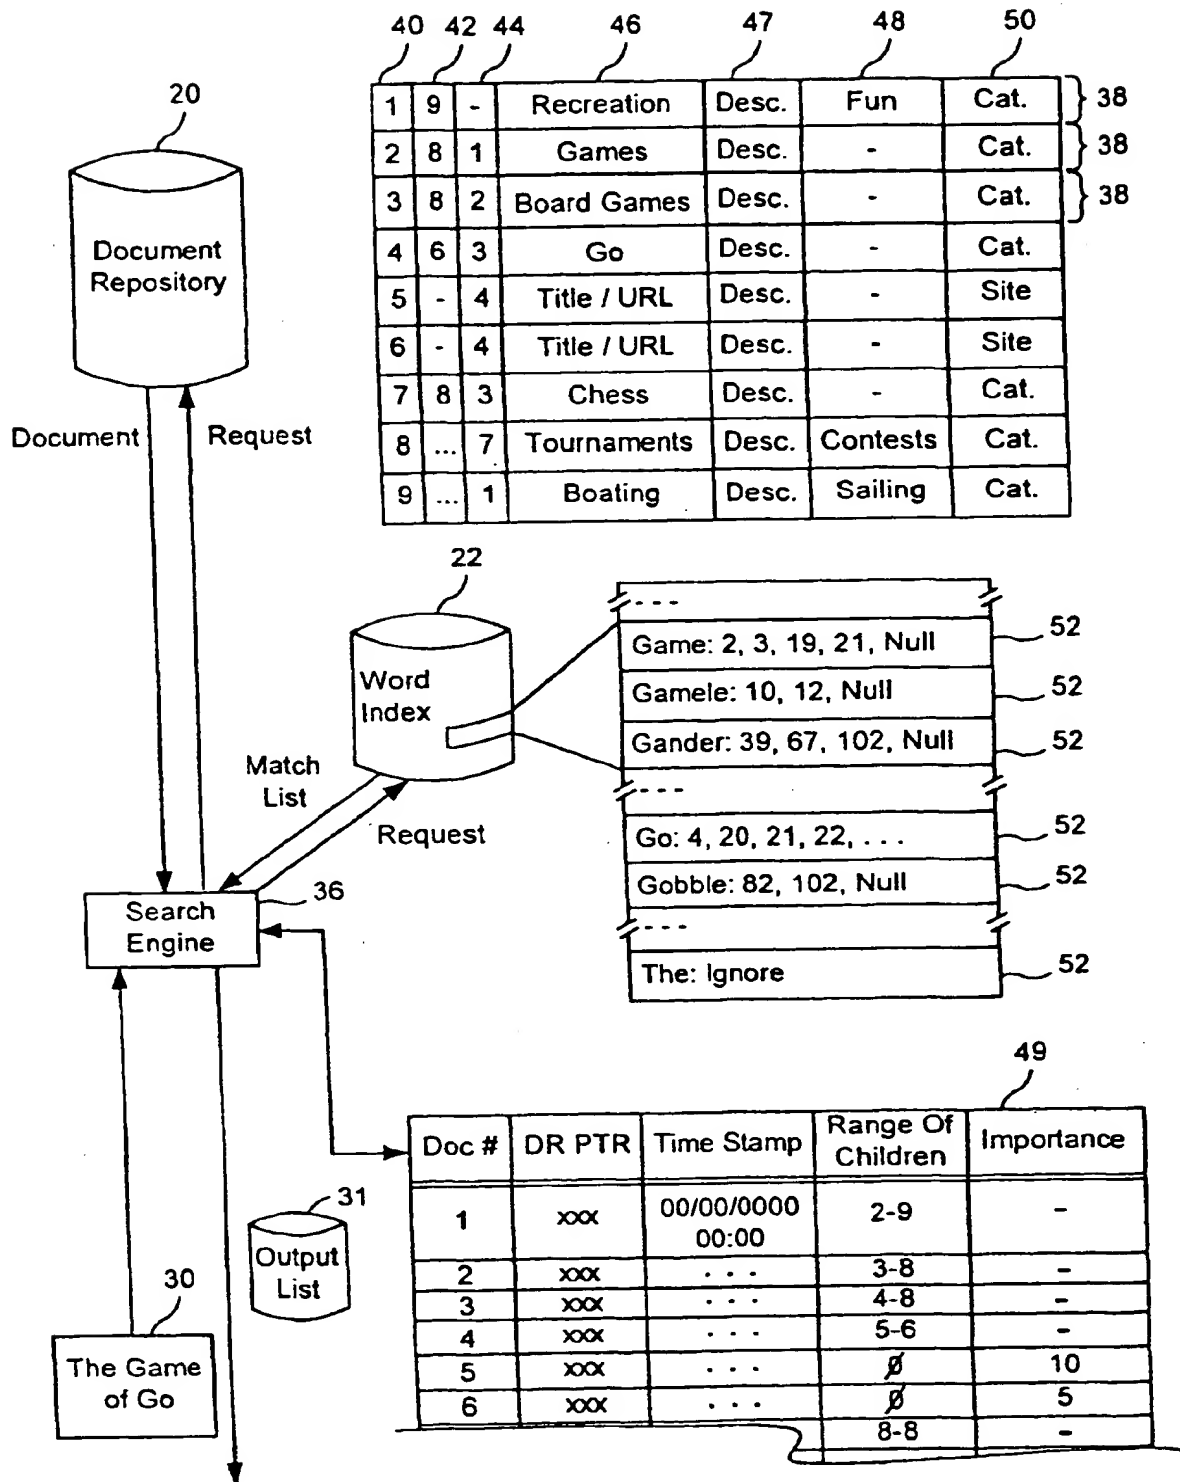 40 42 44 46 47 48 50
1 9 - Recreation Desc. Fun Cat. 38
2 8 1 Games Desc. - Cat. 38
3 8 2 Board Games Desc. - Cat. 38
4 6 3 Go Desc. - Cat.
5 - 4 Title / URL Desc. - Site
6 - 4 Title / URL Desc. - Site
7 8 3 Chess Desc. - Cat.
8 ... 7 Tournaments Desc. Contests Cat.
9 ... 1 Boating Desc. Sailing Cat.
20
Document
Repository
Document
Request
22
Word
Index
Match
List
Request
- - - -
Game: 2, 3, 19, 21, Null 52
Gamele: 10, 12, Null 52
Gander: 39, 67, 102, Null 52
- - - -
Go: 4, 20, 21, 22, . . . 52
Gobble: 82, 102, Null 52
- - - -
The: Ignore 52
36
Search
Engine
31
Output
List
30
The Game
of Go
49
Doc # DR PTR Time Stamp Range Of Children Importance
1 xxx 00/00/0000 00:00 2-9 -
2 xxx . . . 3-8 -
3 xxx . . . 4-8 -
4 xxx . . . 5-6 -
5 xxx . . . Ø 10
6 xxx . . . Ø 5
8-8 -